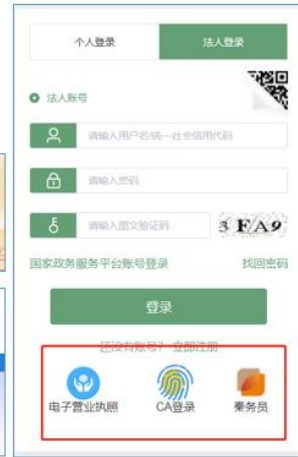 个人登录
法人登录
法人账号
请输入用户名/统一社会信用代码
请输入密码
请输入图文验证码
3 FA9
国家政务服务平台账号登录
找回密码
登录
还没有账号？ 立即注册
电子营业执照
CA登录
秦务员